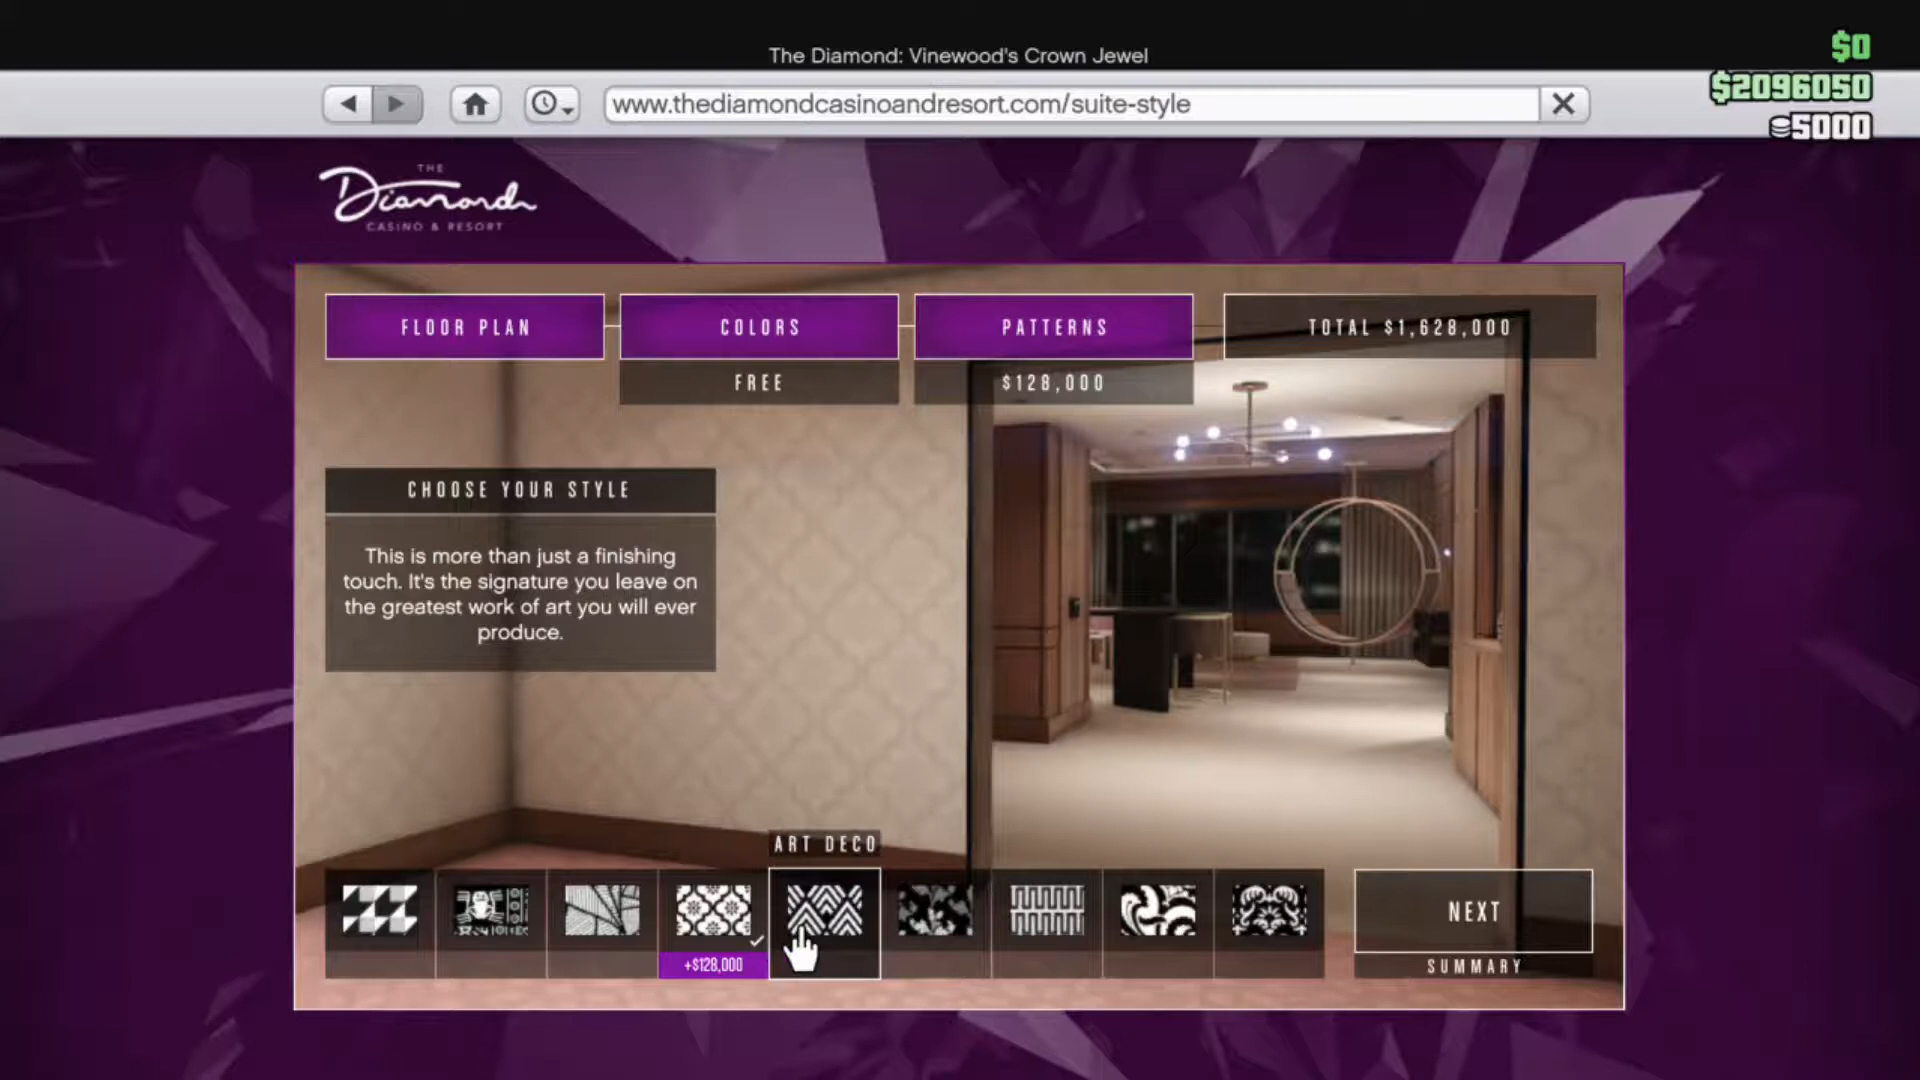 The Diamond: Vinewood's Crown Jewel
$0
$2096050
5000
www.thediamondcasinoandresort.com/suite-style
THE
Diamond
CASINO & RESORT
FLOOR PLAN
COLORS
PATTERNS
TOTAL $1,628,000
FREE
$128,000
CHOOSE YOUR STYLE
This is more than just a finishing
touch. It's the signature you leave on
the greatest work of art you will ever
produce.
ART DECO
+$128,000
NEXT
SUMMARY